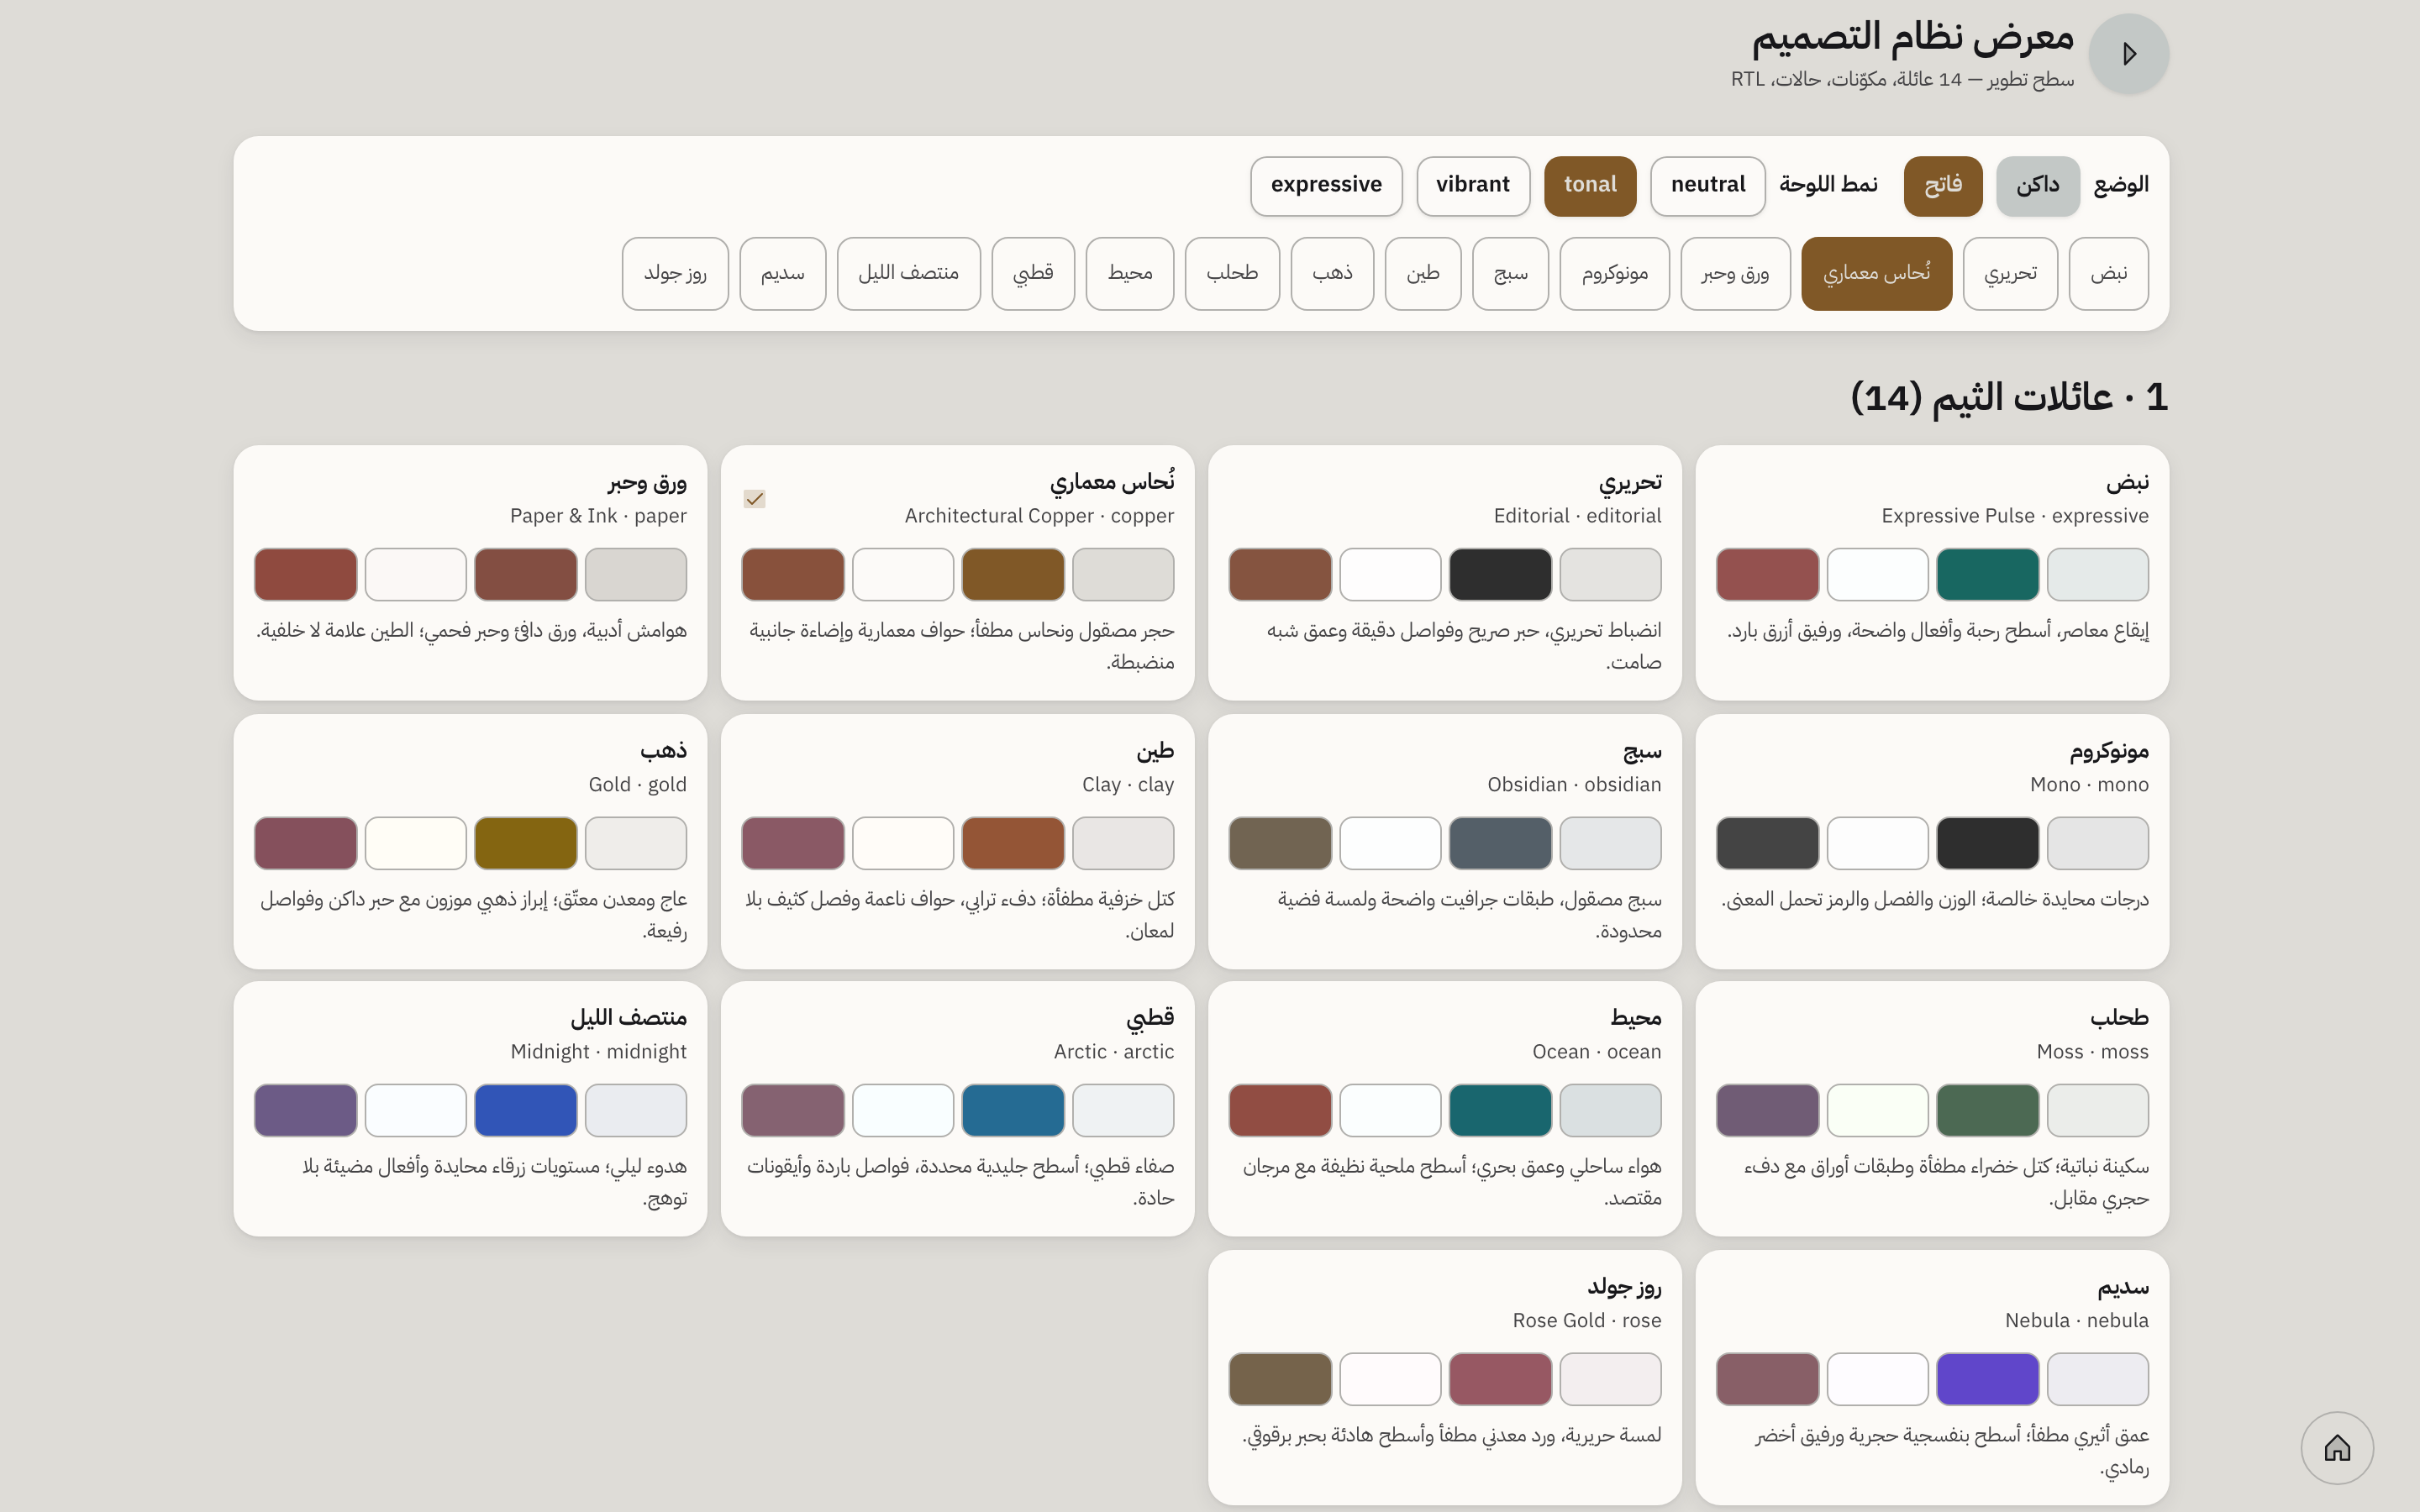 معرض نظام التصميم
سطح تطوير — 14 عائلة، مكوّنات، حالات، RTL
الوضع داكن فاتح نمط اللوحة neutral tonal vibrant expressive
نبض تحريري نُحاس معماري ورق وحبر مونوكروم سبج طين ذهب طحلب محيط قطبي منتصف الليل سديم روز جولد
1 · عائلات الثيم (14)
نبض
Expressive Pulse · expressive
إيقاع معاصر، أسطح رحبة وأفعال واضحة، ورفيق أزرق بارد.
تحريري
Editorial · editorial
انضباط تحريري، حبر صريح وفواصل دقيقة وعمق شبه
صامت.
نُحاس معماري
Architectural Copper · copper
حجر مصقول ونحاس مطفأ؛ حواف معمارية وإضاءة جانبية
منضبطة.
ورق وحبر
Paper & Ink · paper
هوامش أدبية، ورق دافئ وحبر فحمي؛ الطين علامة لا خلفية.
مونوكروم
Mono · mono
درجات محايدة خالصة؛ الوزن والفصل والرمز تحمل المعنى.
سبج
Obsidian · obsidian
سبج مصقول، طبقات جرافيت واضحة ولمسة فضية
محدودة.
طين
Clay · clay
كتل خزفية مطفأة؛ دفء ترابي، حواف ناعمة وفصل كثيف بلا
لمعان.
ذهب
Gold · gold
عاج ومعدن معتّق؛ إبراز ذهبي موزون مع حبر داكن وفواصل
رفيعة.
طحلب
Moss · moss
سكينة نباتية؛ كتل خضراء مطفأة وطبقات أوراق مع دفء
حجري مقابل.
محيط
Ocean · ocean
هواء ساحلي وعمق بحري؛ أسطح ملحية نظيفة مع مرجان
مقتصد.
قطبي
Arctic · arctic
صفاء قطبي؛ أسطح جليدية محددة، فواصل باردة وأيقونات
حادة.
منتصف الليل
Midnight · midnight
هدوء ليلي؛ مستويات زرقاء محايدة وأفعال مضيئة بلا
توهج.
سديم
Nebula · nebula
عمق أثيري مطفأ؛ أسطح بنفسجية حجرية ورفيق أخضر
رمادي.
روز جولد
Rose Gold · rose
لمسة حريرية، ورد معدني مطفأ وأسطح هادئة بحبر برقوقي.